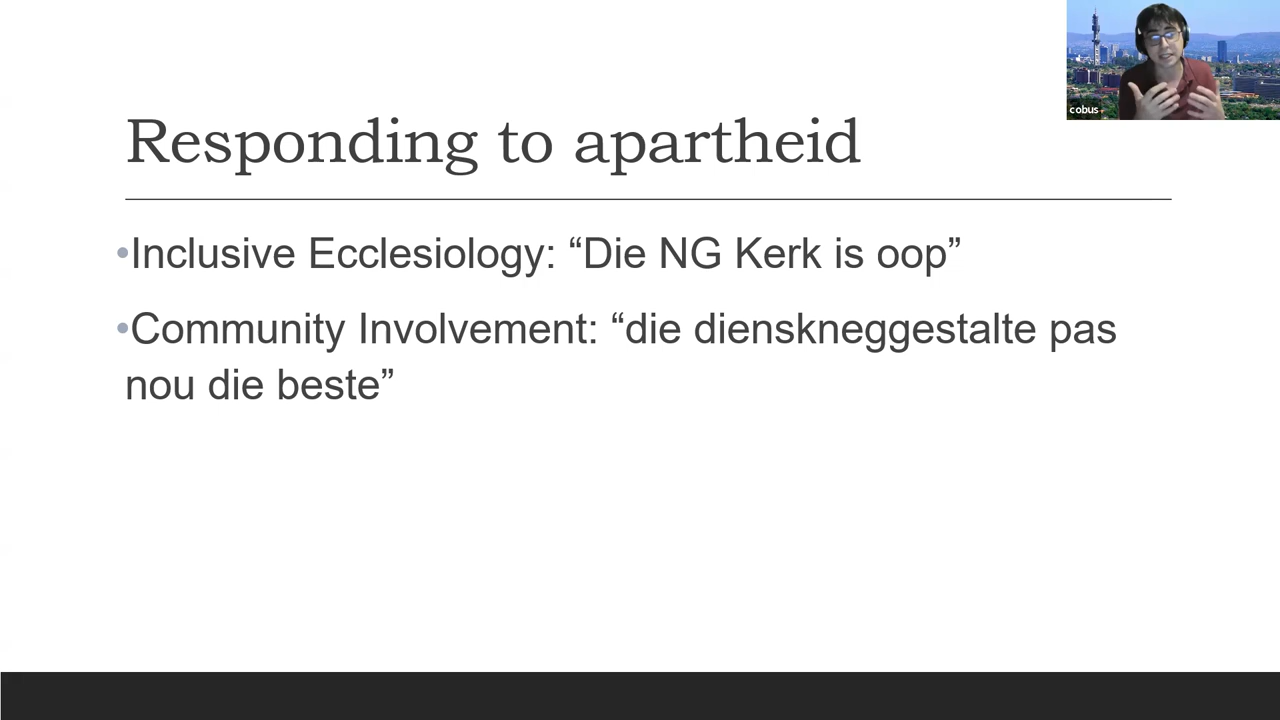 cobus
Responding to apartheid
•Inclusive Ecclesiology: “Die NG Kerk is oop”
•Community Involvement: “die dienskneggestalte pas
nou die beste”